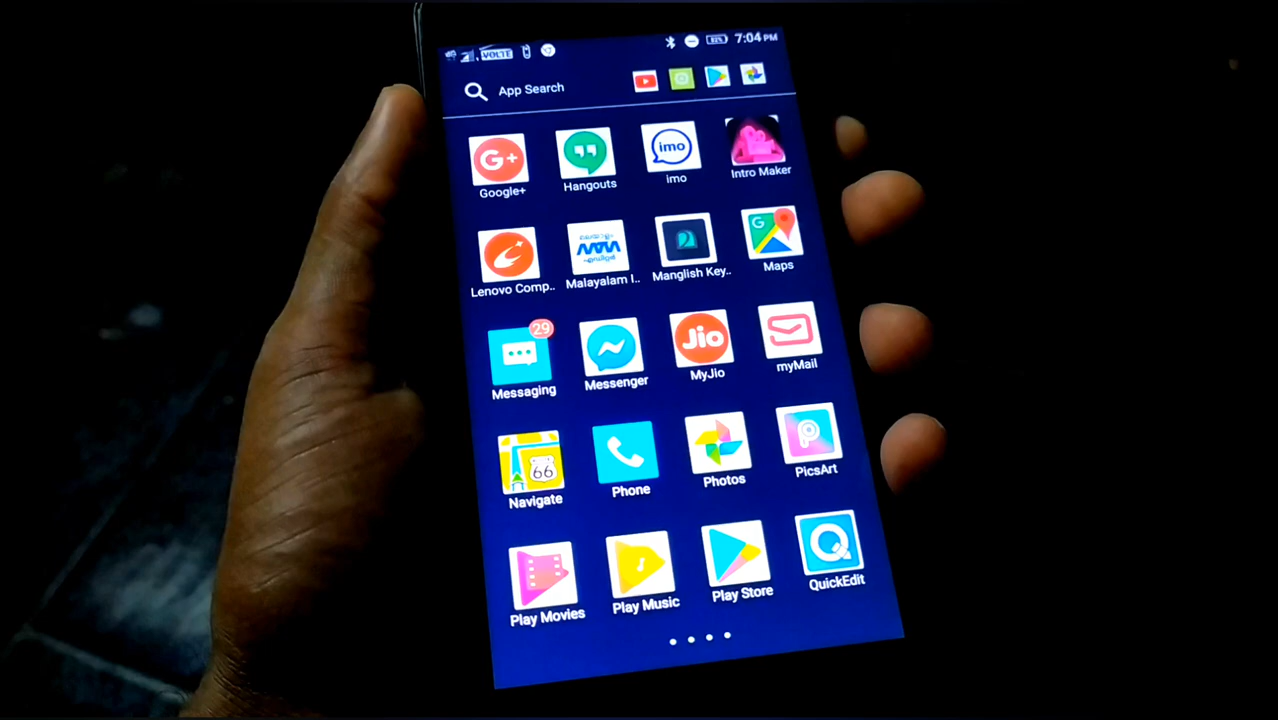 VOLTE 7:04 PM
App Search
G+ imo
Google+ Hangouts imo Intro Maker
G
Lenovo Comp.. Malayalam I.. Manglish Key.. Maps
29 Jio
Messaging Messenger MyJio myMail
66
Navigate Phone Photos PicsArt
Play Movies Play Music Play Store QuickEdit